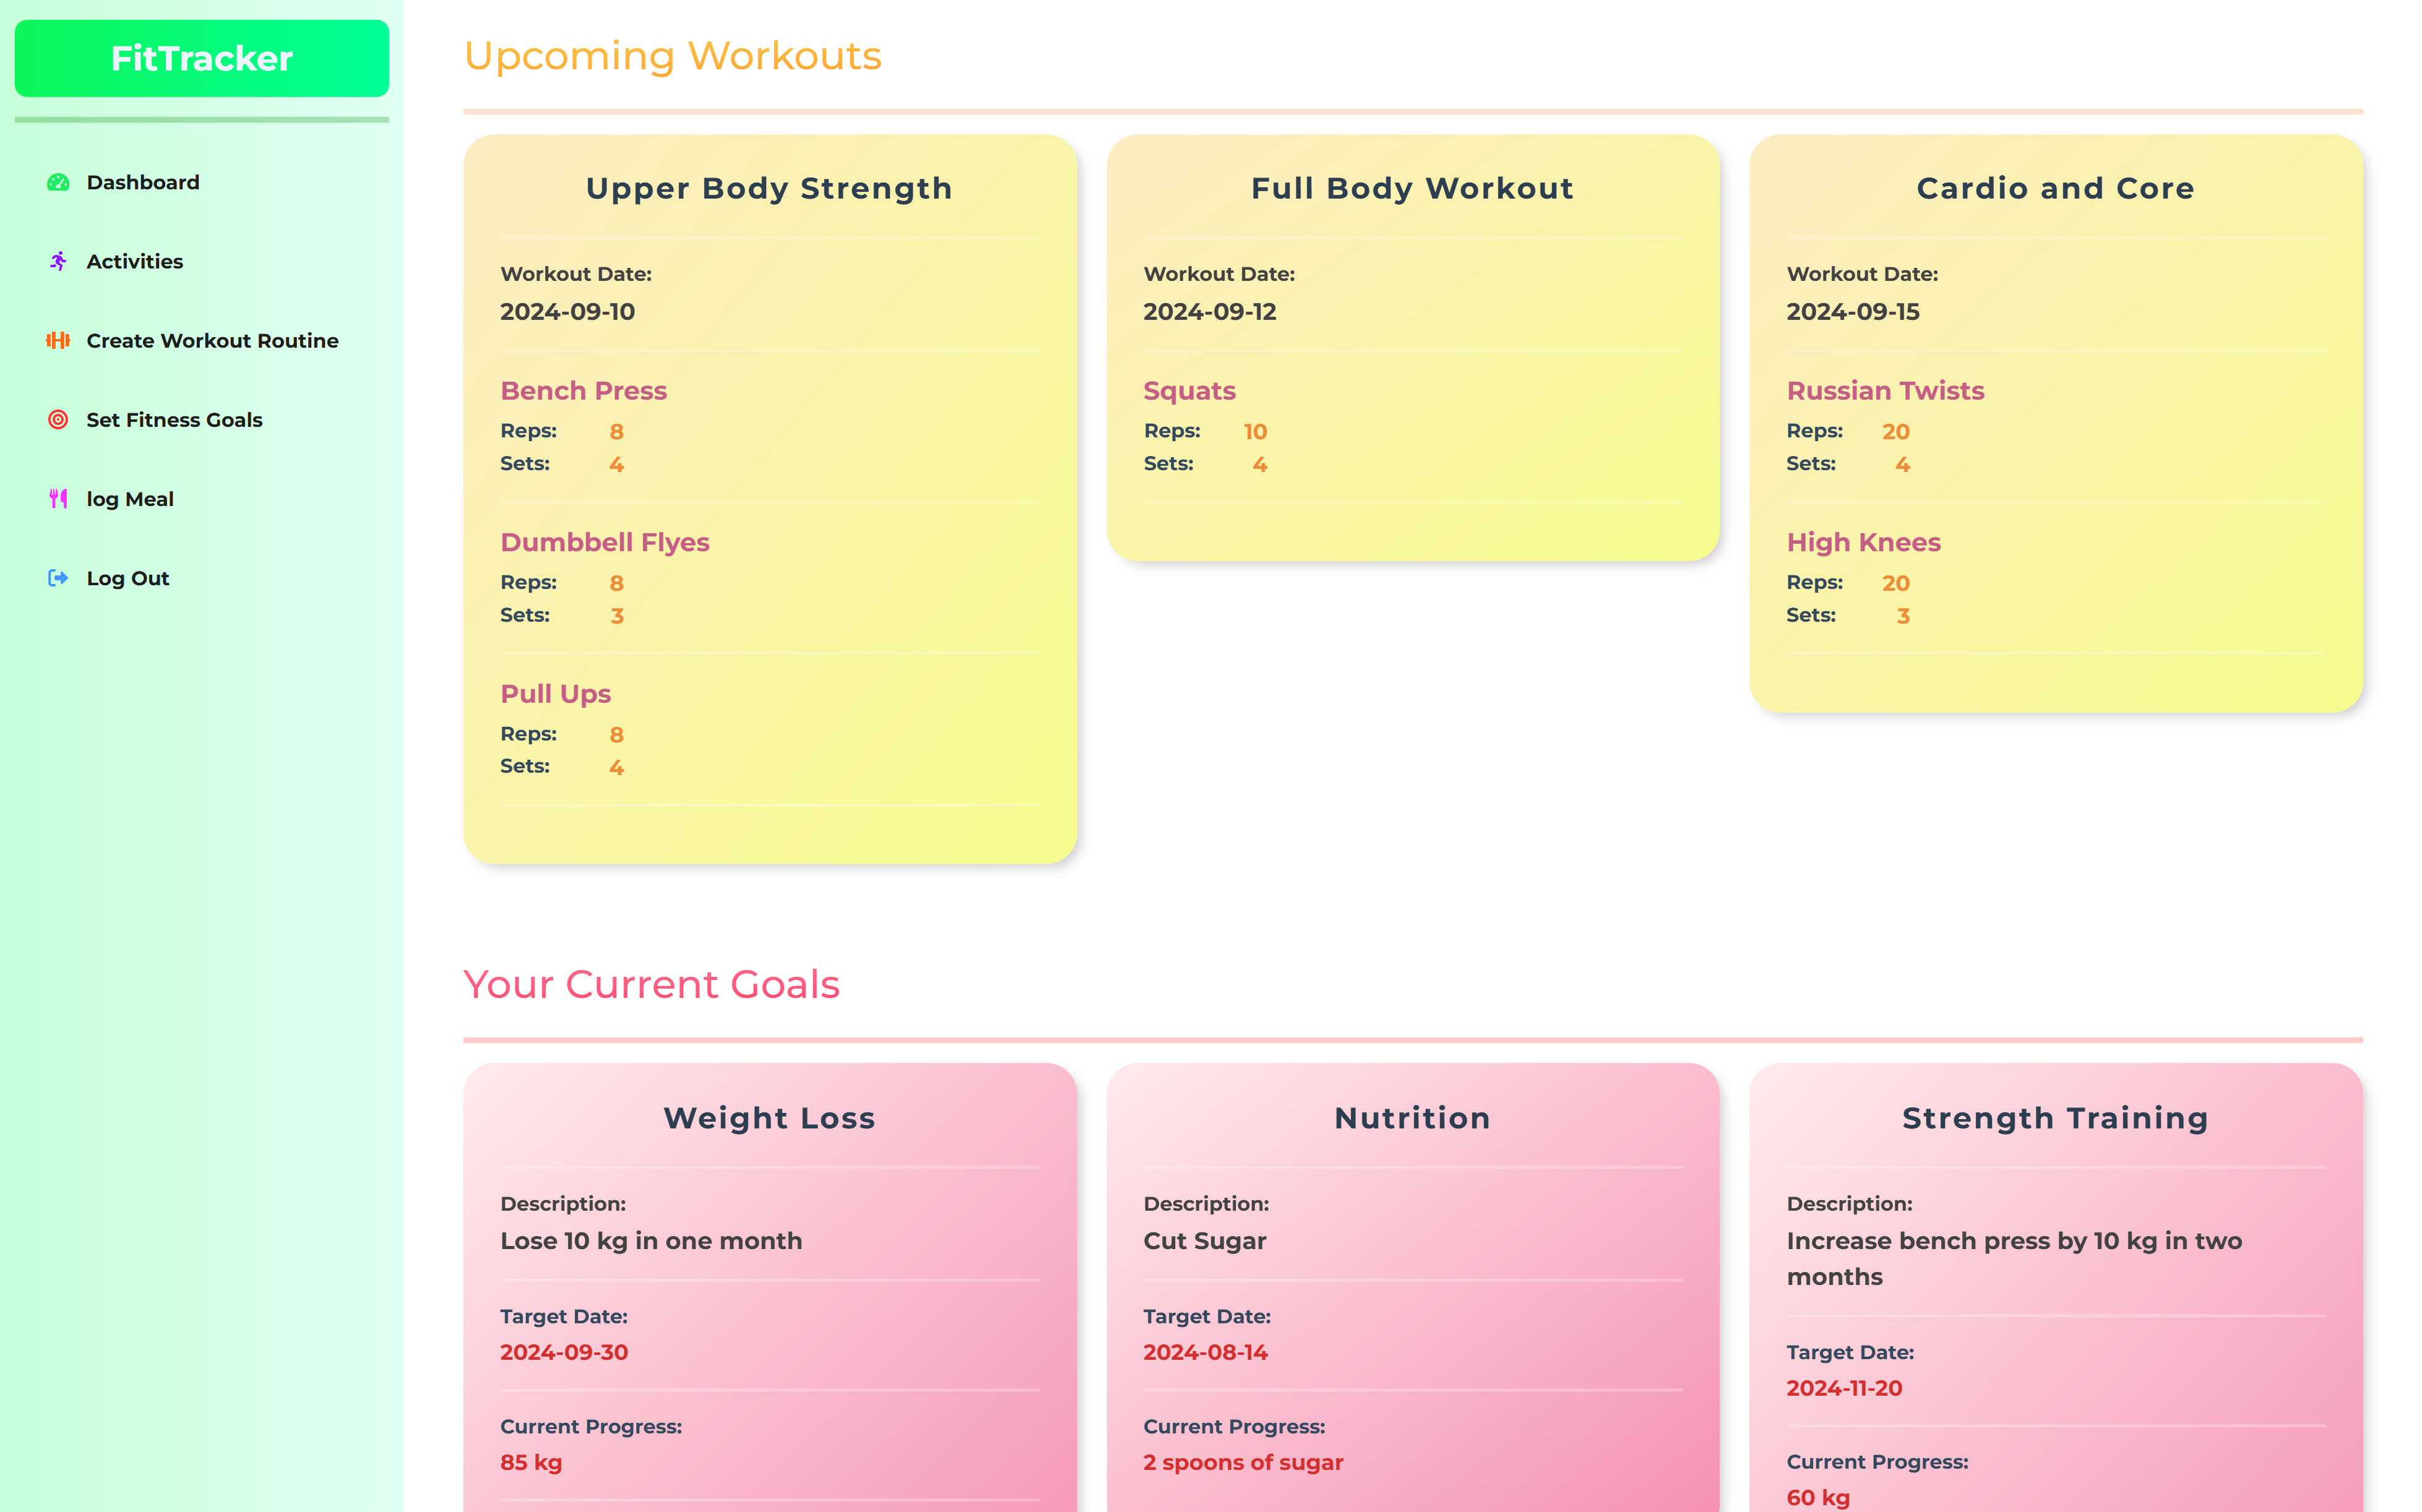 FitTracker
Dashboard
Activities
Create Workout Routine
Set Fitness Goals
log Meal
Log Out
Upcoming Workouts
Upper Body Strength
Workout Date:
2024-09-10
Bench Press
Reps: 8
Sets: 4
Dumbbell Flyes
Reps: 8
Sets: 3
Pull Ups
Reps: 8
Sets: 4
Full Body Workout
Workout Date:
2024-09-12
Squats
Reps: 10
Sets: 4
Cardio and Core
Workout Date:
2024-09-15
Russian Twists
Reps: 20
Sets: 4
High Knees
Reps: 20
Sets: 3
Your Current Goals
Weight Loss
Description:
Lose 10 kg in one month
Target Date:
2024-09-30
Current Progress:
85 kg
Nutrition
Description:
Cut Sugar
Target Date:
2024-08-14
Current Progress:
2 spoons of sugar
Strength Training
Description:
Increase bench press by 10 kg in two
months
Target Date:
2024-11-20
Current Progress:
60 kg